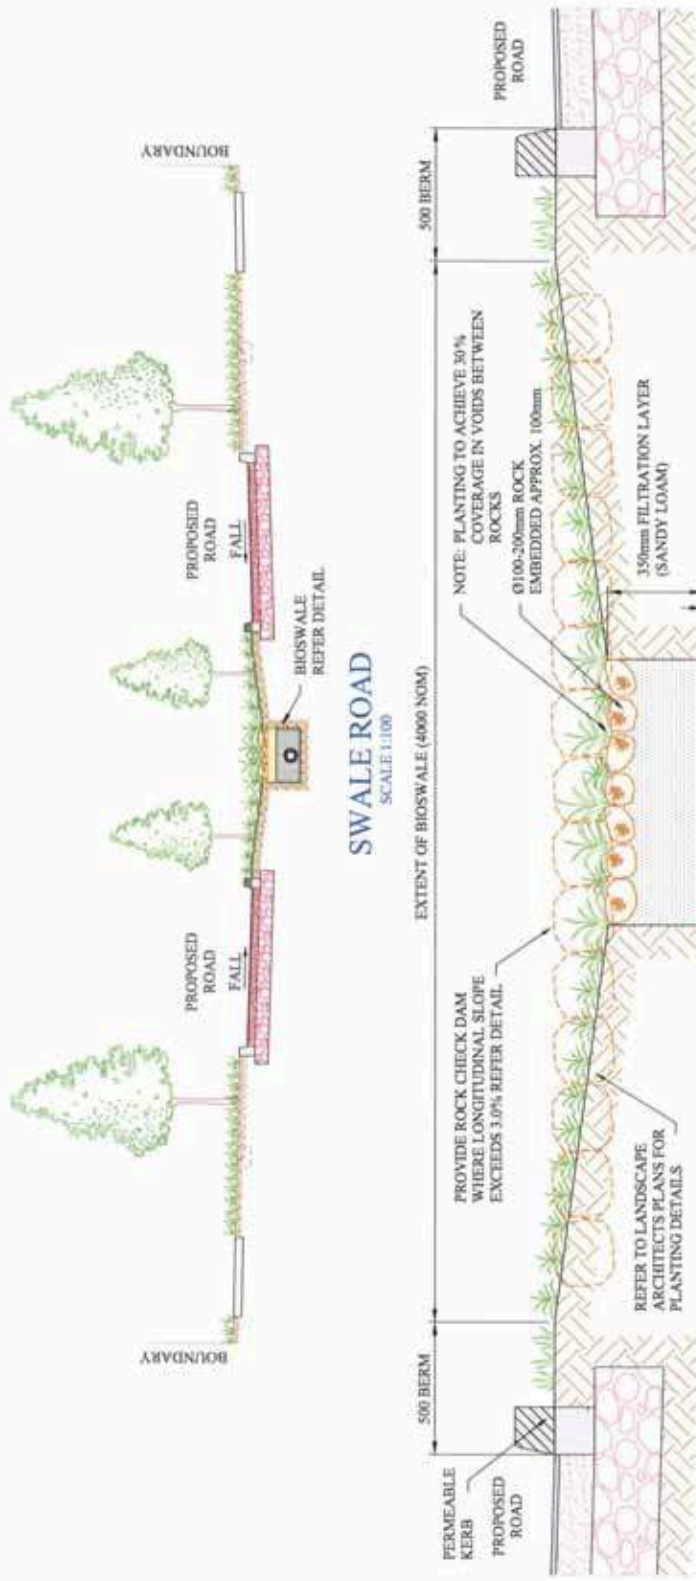 BOUNDARY
PROPOSED
ROAD
FALL
PROPOSED
ROAD
FALL
BIOSWALE
REFER DETAIL
BOUNDARY
SWALE ROAD
SCALE 1:100
500 BERM
EXTENT OF BIOSWALE (4000 NOM)
500 BERM
PERMEABLE
KERB
PROPOSED
ROAD
PROVIDE ROCK CHECK DAM
WHERE LONGITUDINAL SLOPE
EXCEEDS 3.0% REFER DETAIL
NOTE: PLANTING TO ACHIEVE 30%
COVERAGE IN VOIDS BETWEEN
ROCKS
Ø100-200mm ROCK
EMBEDDED APPROX. 100mm
PROPOSED
ROAD
REFER TO LANDSCAPE
ARCHITECTS PLANS FOR
PLANTING DETAILS
350mm FILTRATION LAYER
(SANDY LOAM)